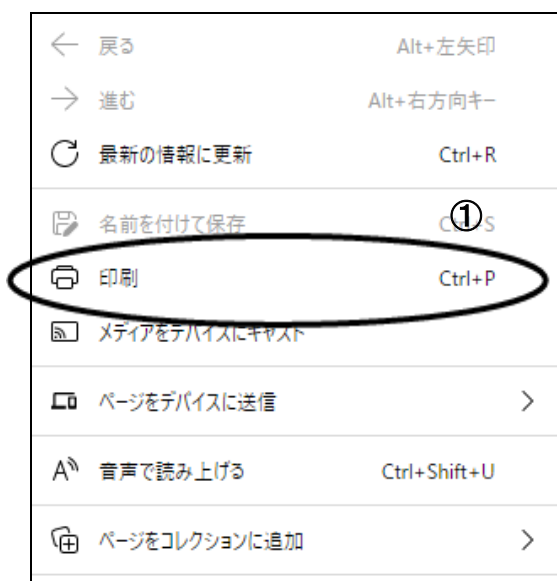 戻る Alt+左矢印
進む Alt+右方向キー
最新の情報に更新 Ctrl+R
①
名前を付けて保存 Ctrl+S
印刷 Ctrl+P
メディアをデバイスにキャスト
ページをデバイスに送信
音声で読み上げる Ctrl+Shift+U
ページをコレクションに追加